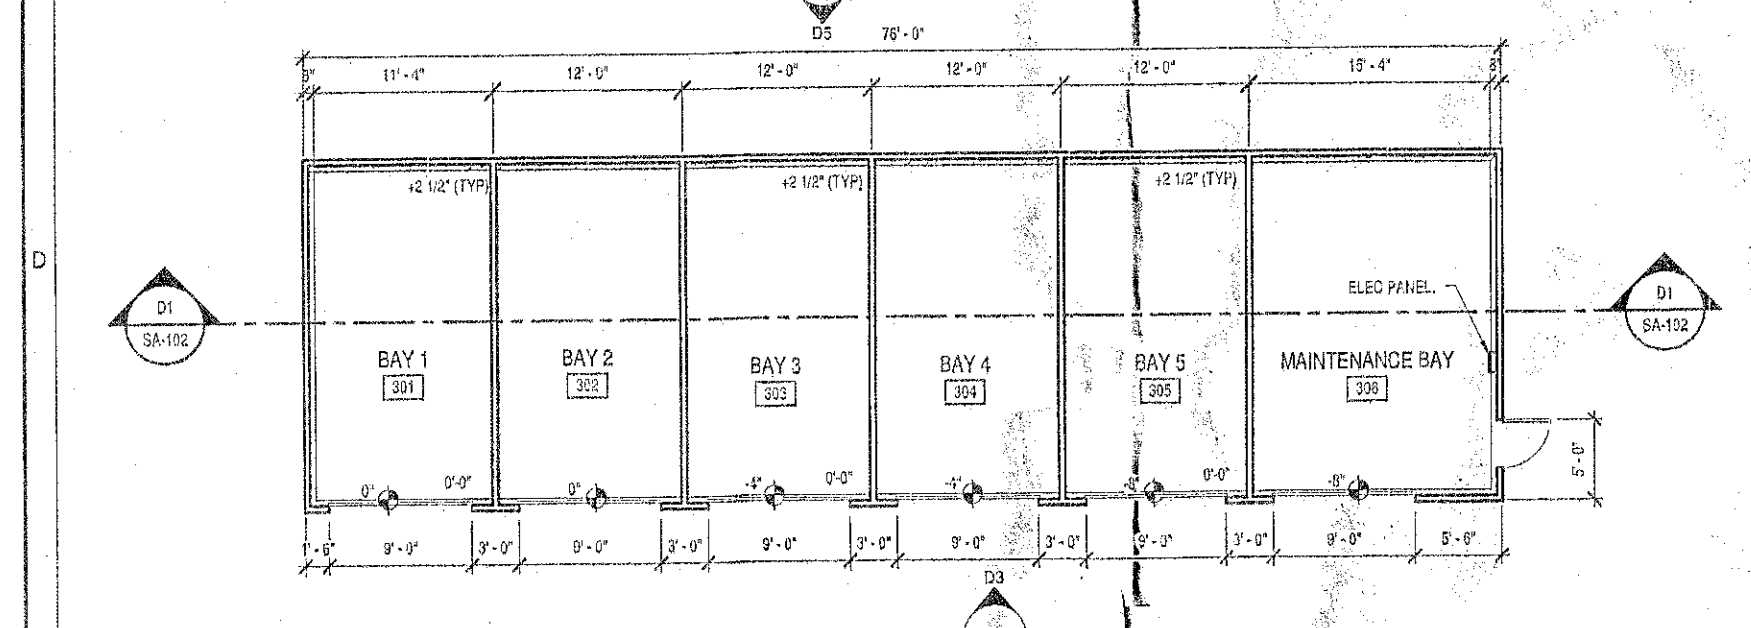 D5
76'-0"
8" 11'-4" 12'-0" 12'-0" 12'-0" 12'-0" 15'-4" 8"
+2 1/2" (TYP) +2 1/2" (TYP) +2 1/2" (TYP)
D
ELEC PANEL.
D1
SA-102
D1
SA-102
BAY 1
301
BAY 2
302
BAY 3
303
BAY 4
304
BAY 5
305
MAINTENANCE BAY
306
5'-0"
0" 0'-0" 0" -4" 0'-0" -4" 0'-0" -8"
1'-6" 9'-0" 3'-0" 9'-0" 3'-0" 9'-0" 3'-0" 9'-0" 3'-0" 9'-0" 3'-0" 9'-0" 5'-6"
D3